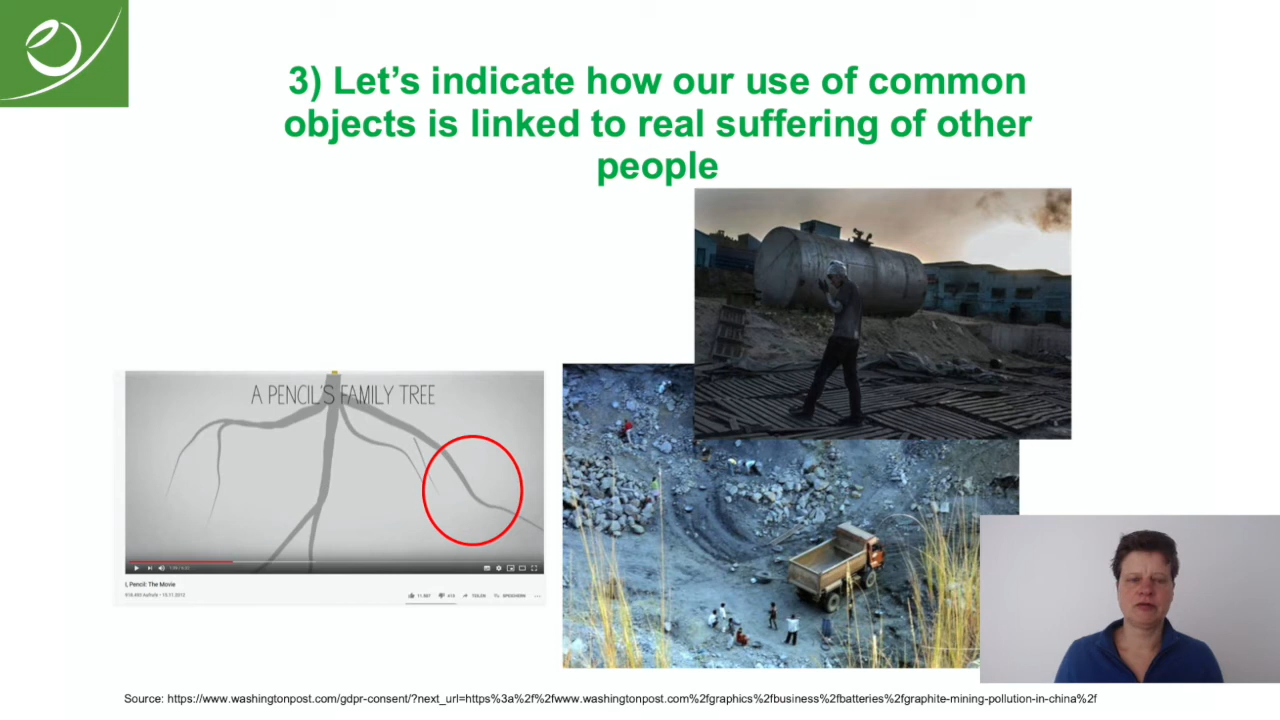 3) Let’s indicate how our use of common
objects is linked to real suffering of other
people
A PENCIL'S FAMILY TREE
I, Pencil: The Movie
TEILEN
SPEICHERN
Source: https://www.washingtonpost.com/gdpr-consent/?next_url=https%3a%2f%2fwww.washingtonpost.com%2fgraphics%2fbusiness%2fbatteries%2fgraphite-mining-pollution-in-china%2f